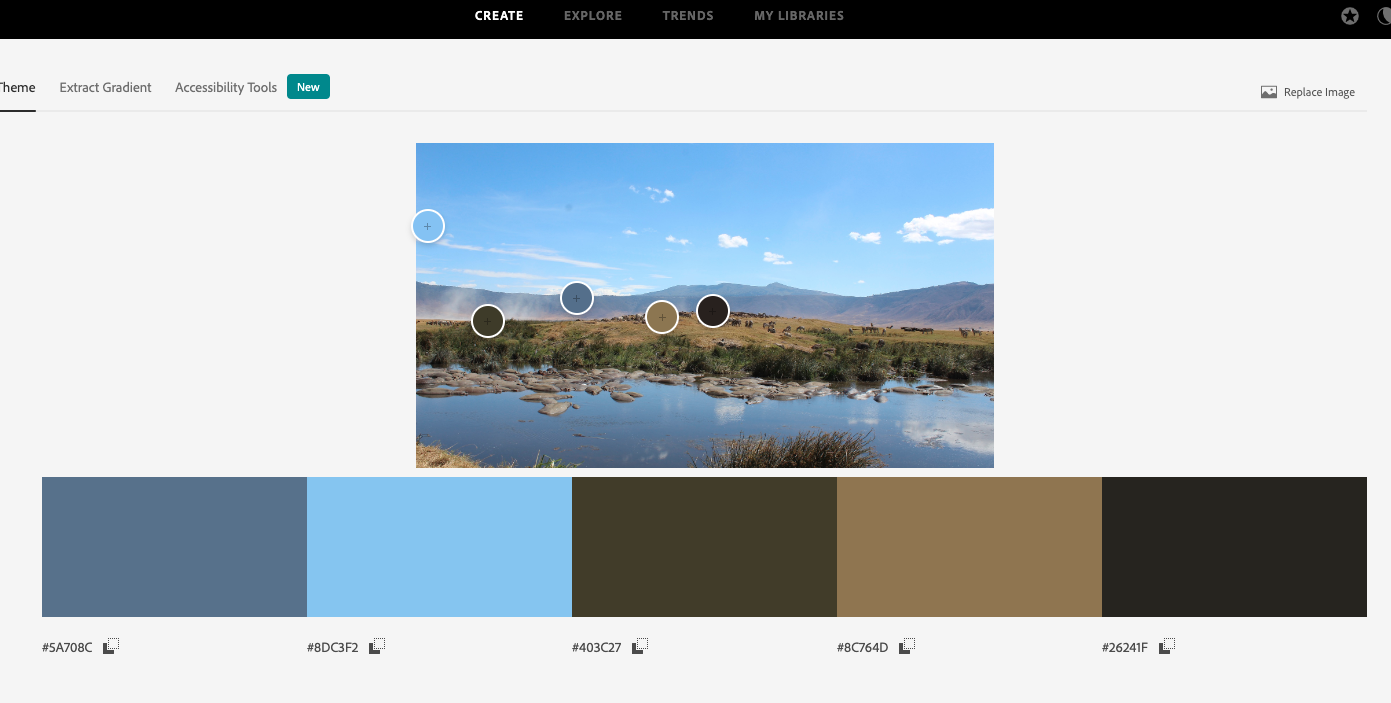 CREATE EXPLORE TRENDS MY LIBRARIES
Theme Extract Gradient Accessibility Tools New
Replace Image
#5A708C #8DC3F2 #403C27 #8C764D #26241F